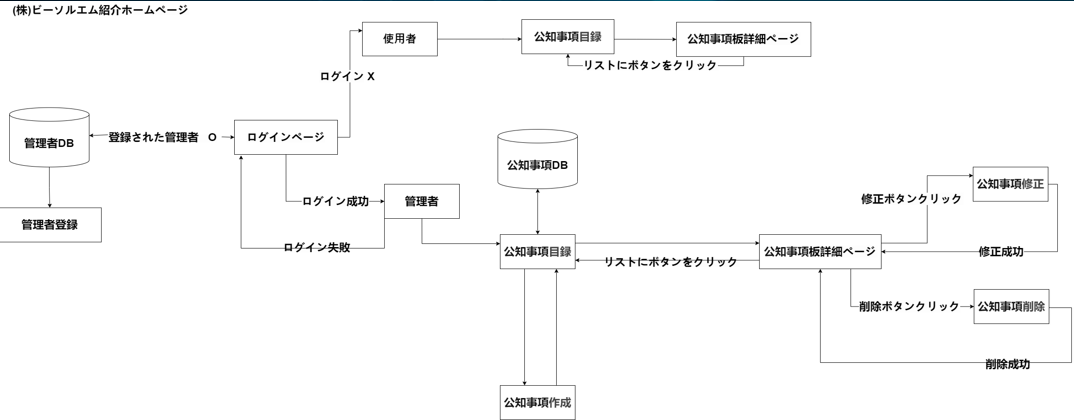 (株)ビーソルエム紹介ホームページ
使用者
公知事項目録
公知事項板詳細ページ
リストにボタンをクリック
ログイン X
管理者DB
登録された管理者 O
ログインページ
公知事項DB
ログイン成功
管理者
公知事項修正
修正ボタンクリック
管理者登録
ログイン失敗
公知事項目録
リストにボタンをクリック
公知事項板詳細ページ
修正成功
削除ボタンクリック
公知事項削除
削除成功
公知事項作成